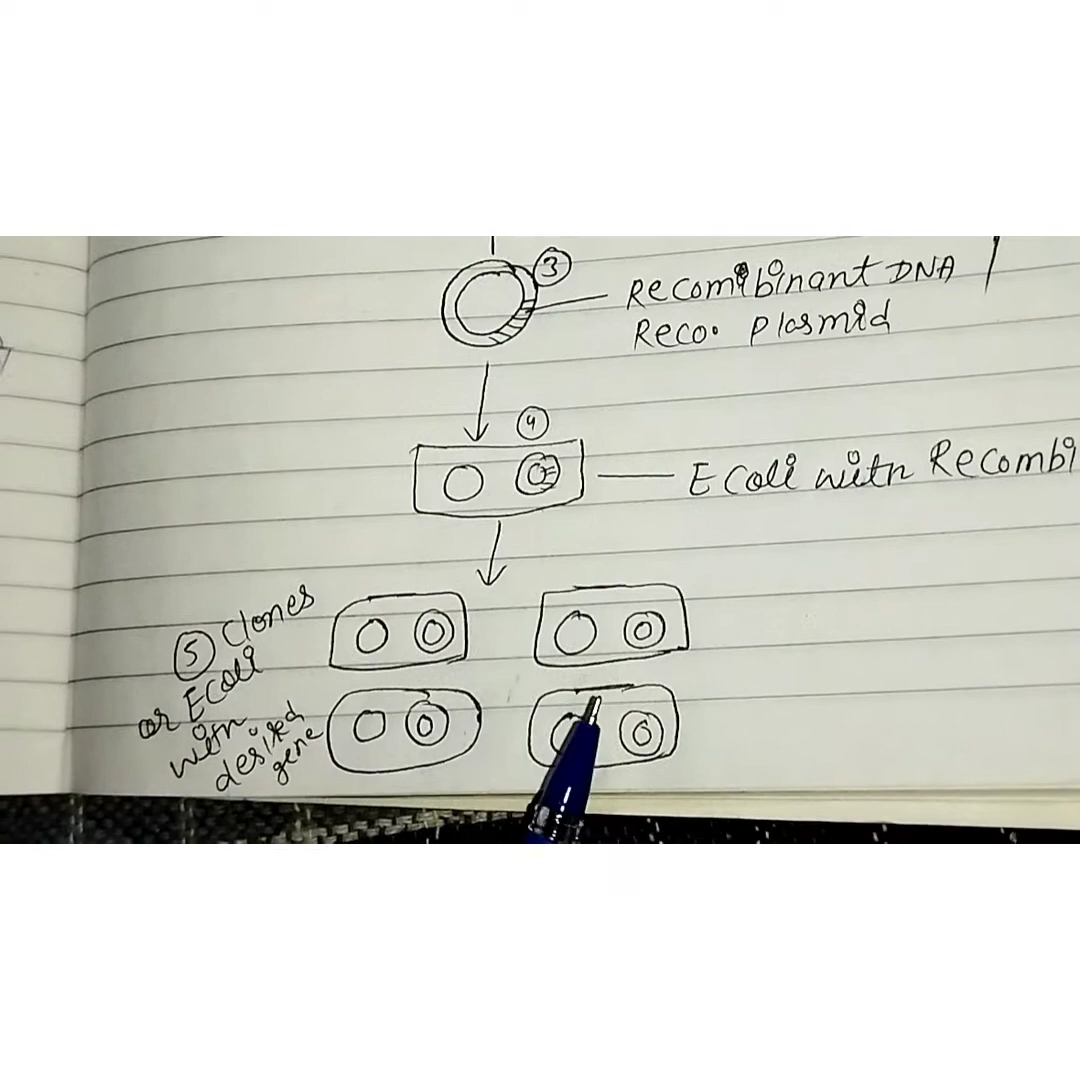 3
Recombinant DNA
Reco. Plasmid
4
E coli with Recombi
5 Clones
or E coli
with
desired
gene